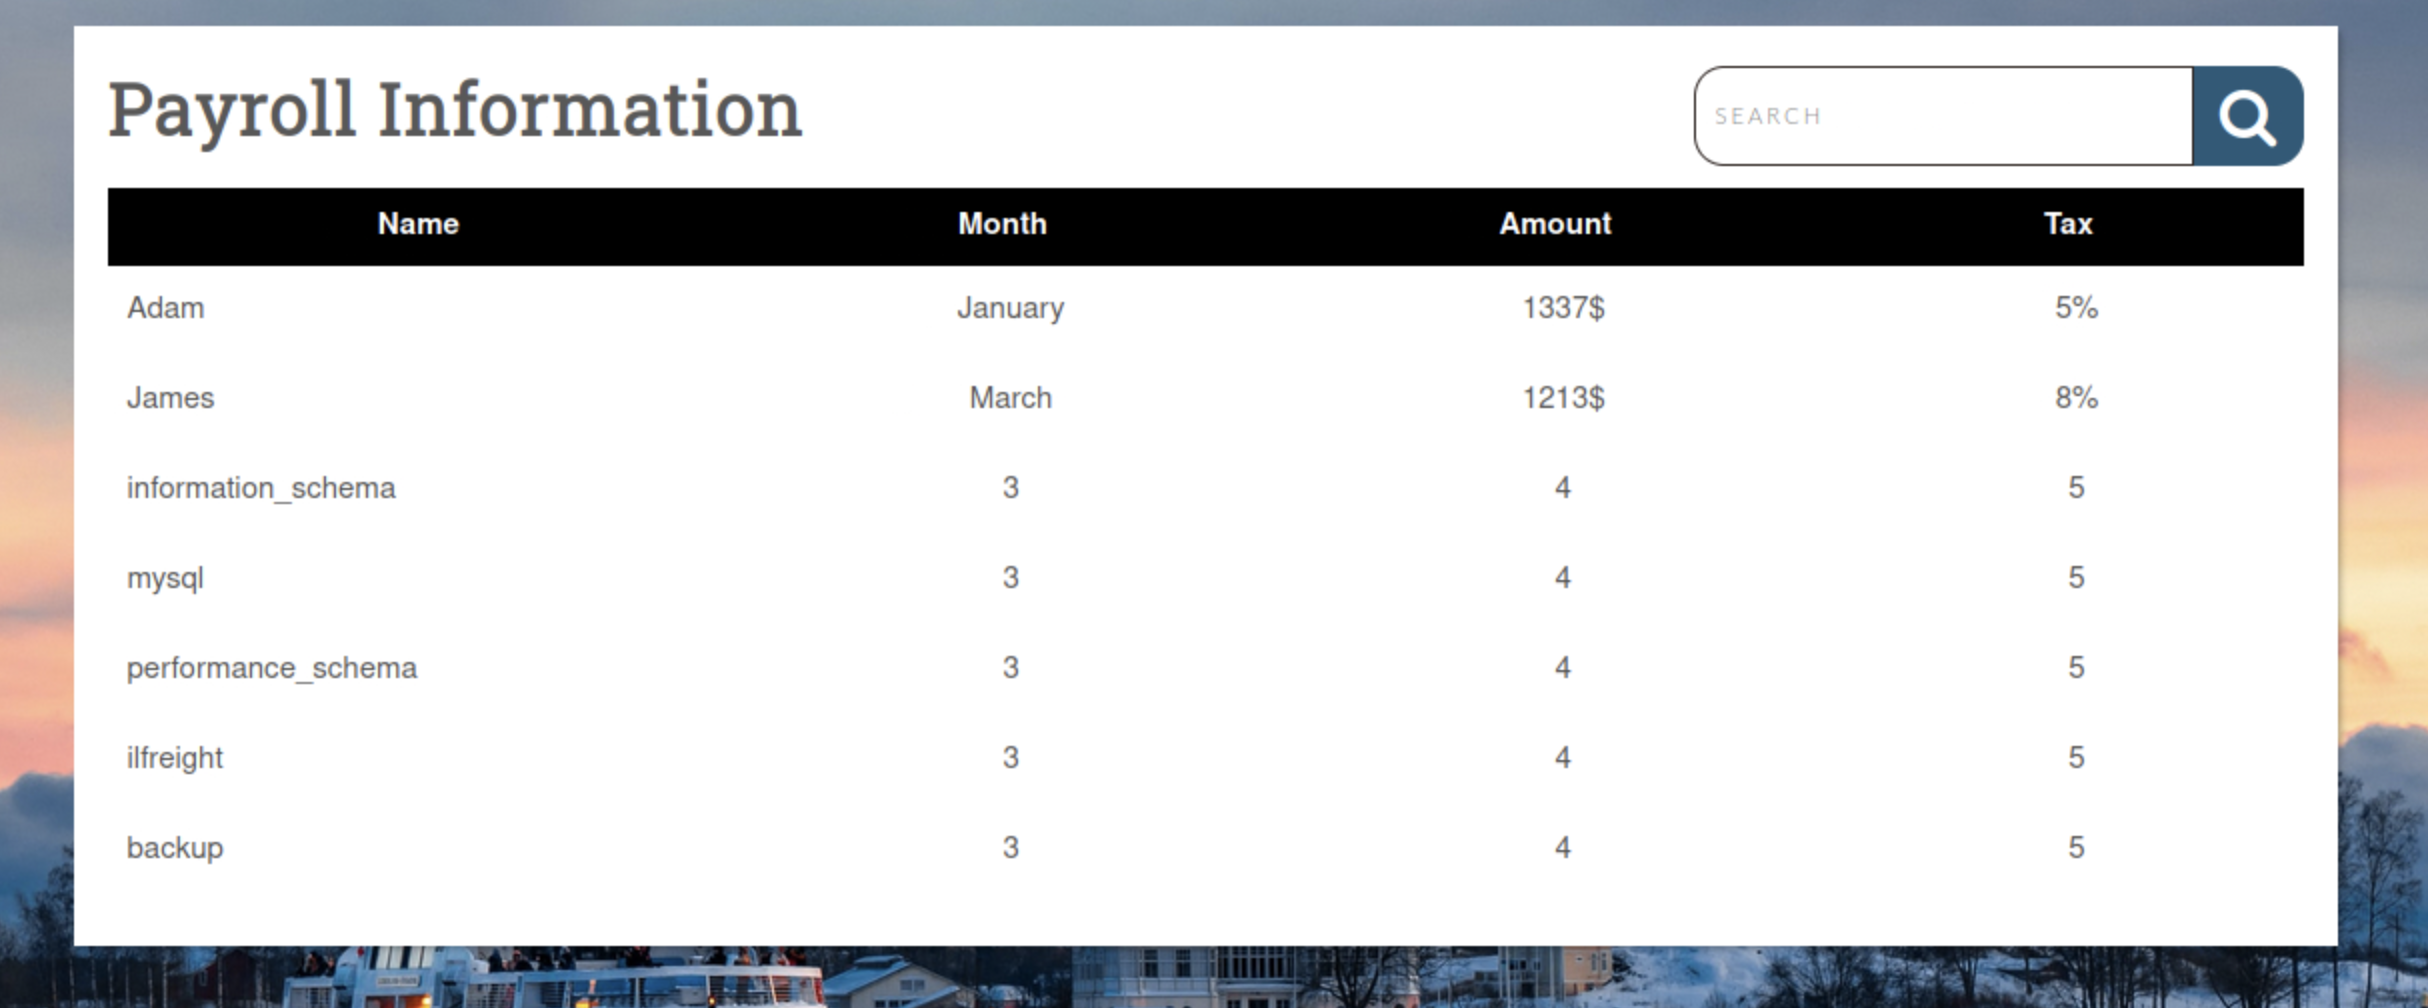 Payroll Information
SEARCH
Name Month Amount Tax
Adam January 1337$ 5%
James March 1213$ 8%
information_schema 3 4 5
mysql 3 4 5
performance_schema 3 4 5
ilfreight 3 4 5
backup 3 4 5